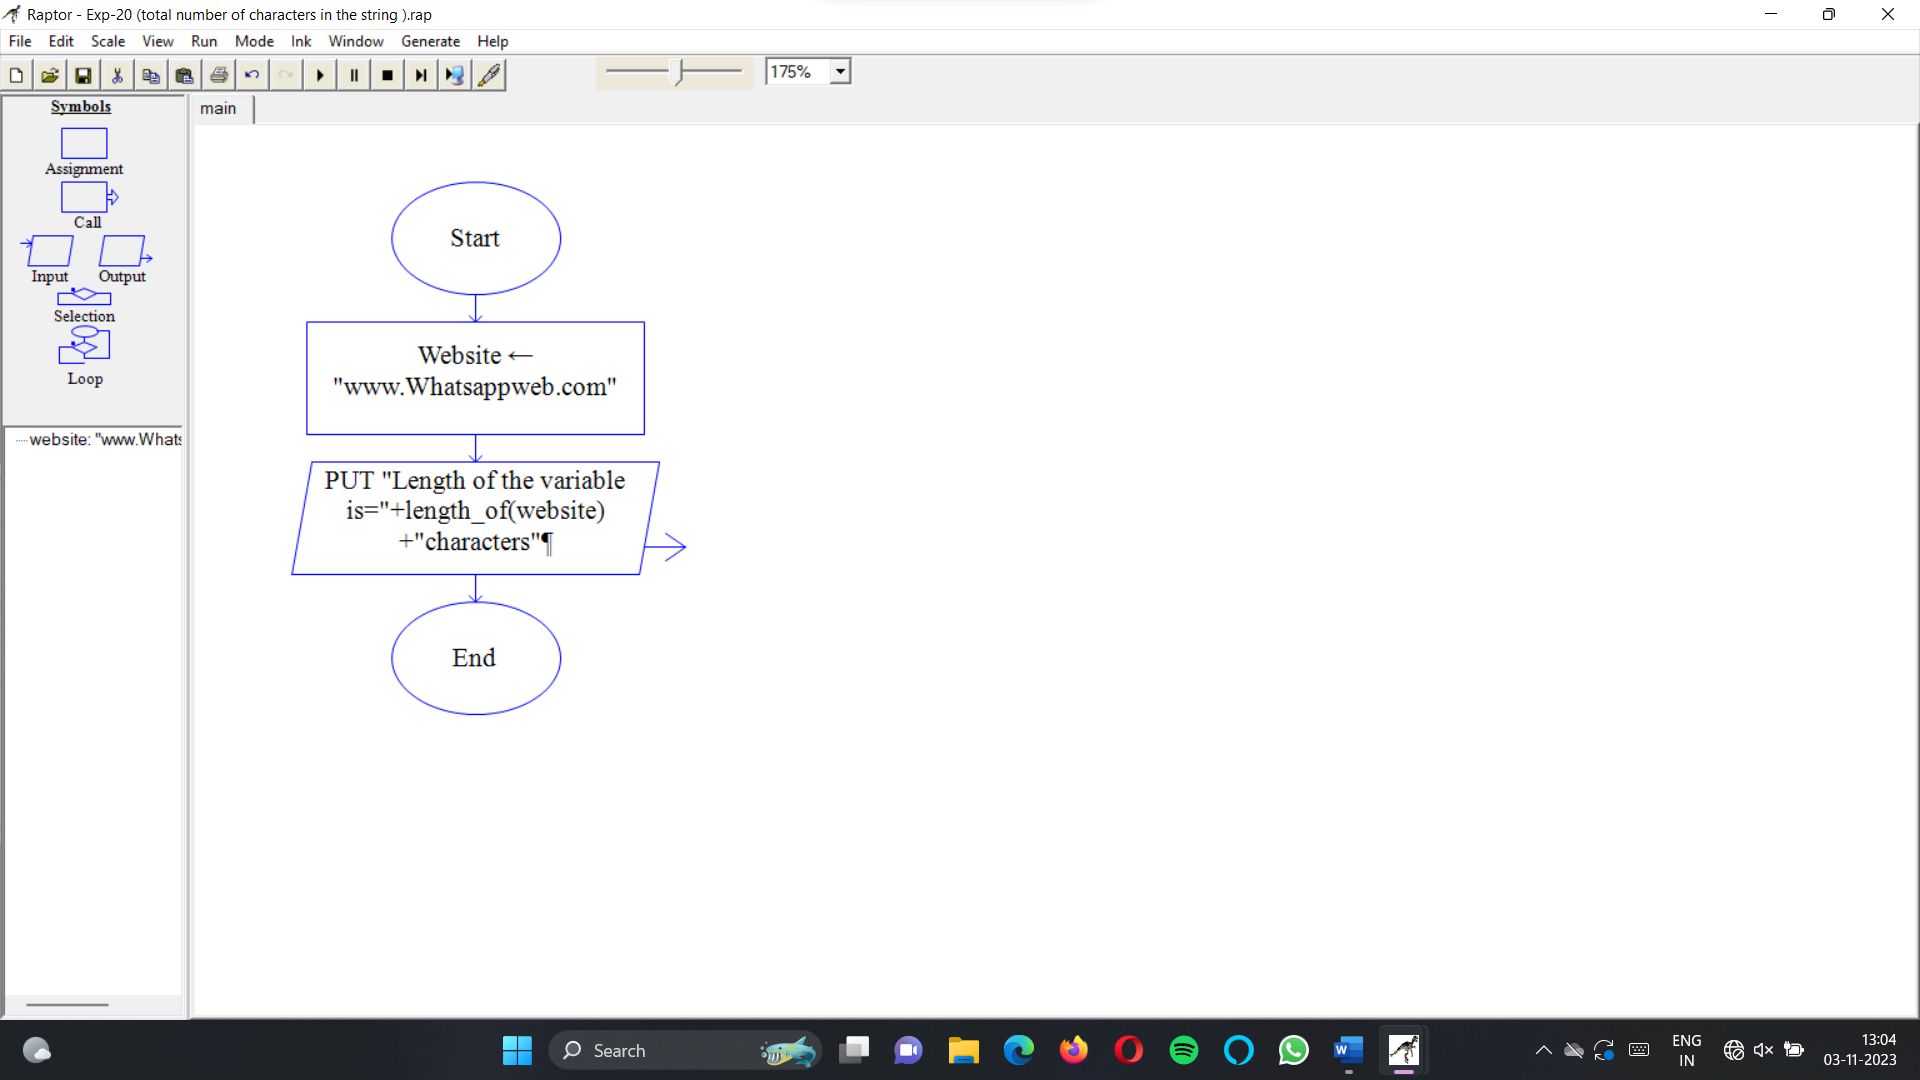 Raptor - Exp-20 (total number of characters in the string ).rap
File Edit Scale View Run Mode Ink Window Generate Help
175%
Symbols
Assignment
Call
Input Output
Selection
Loop
website: "www.Whats
main
Start
Website ←
"www.Whatsappweb.com"
PUT "Length of the variable
is="+length_of(website)
+"characters"¶
End
Search
ENG
IN
13:04
03-11-2023